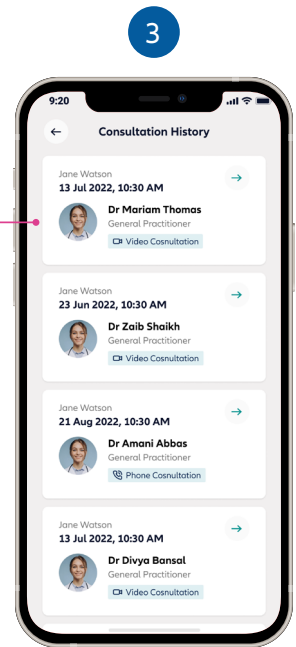 3
9:20
Consultation History
Jane Watson
13 Jul 2022, 10:30 AM
Dr Mariam Thomas
General Practitioner
Video Cosnultation
Jane Watson
23 Jun 2022, 10:30 AM
Dr Zaib Shaikh
General Practitioner
Video Cosnultation
Jane Watson
21 Aug 2022, 10:30 AM
Dr Amani Abbas
General Practitioner
Phone Cosnultation
Jane Watson
13 Jul 2022, 10:30 AM
Dr Divya Bansal
General Practitioner
Video Cosnultation